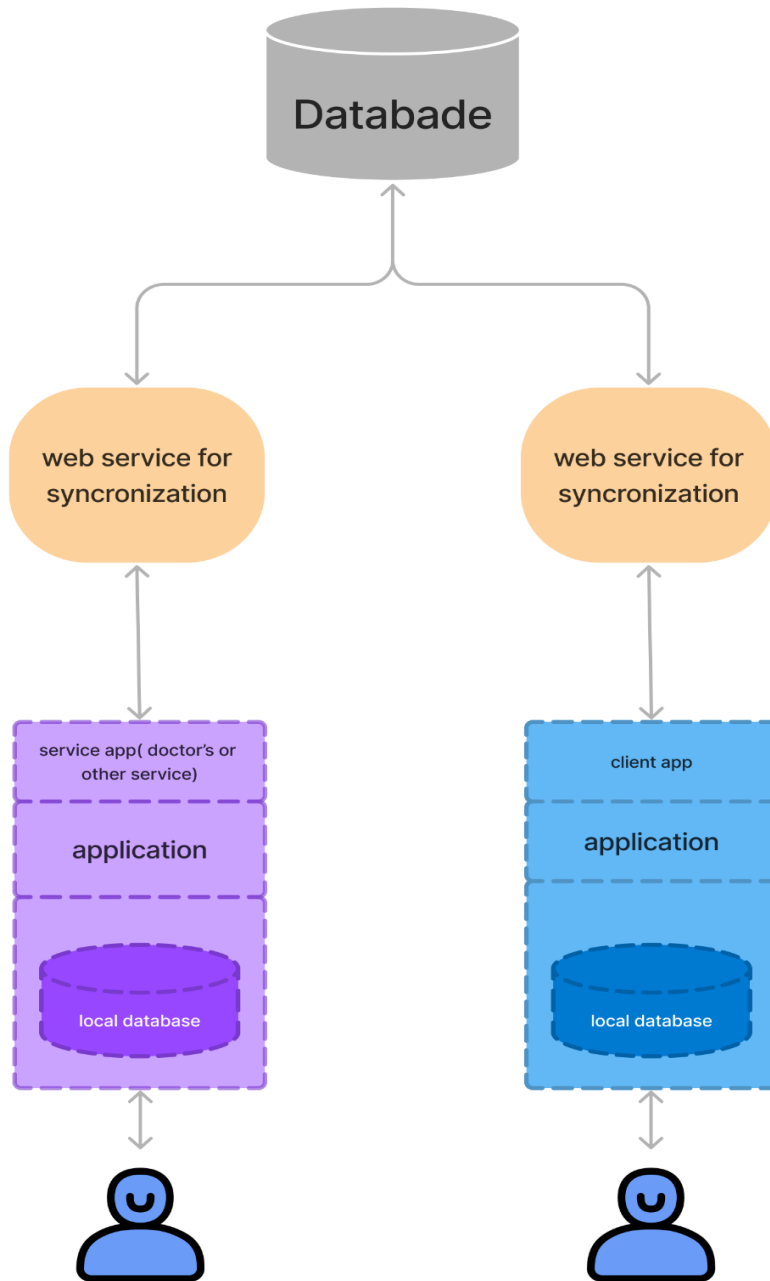 Databade
web service for
syncronization
web service for
syncronization
service app( doctor's or
other service)
application
local database
client app
application
local database